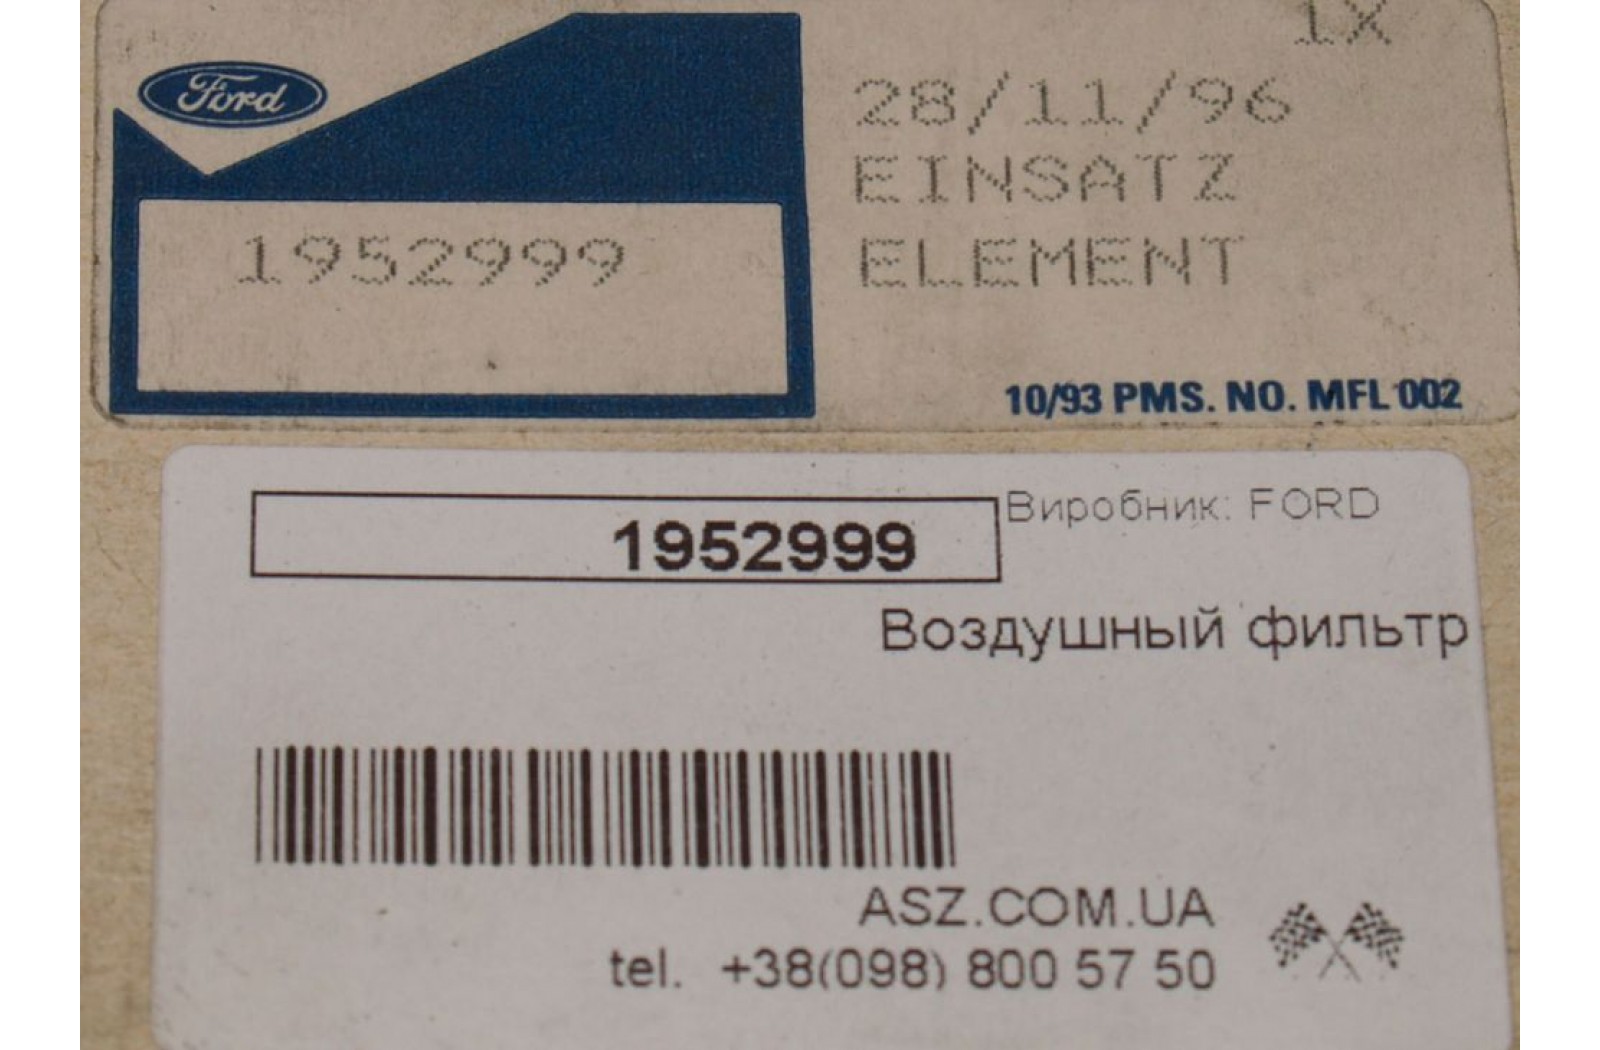 1X
Ford
28/11/96
EINSATZ
1952999
ELEMENT
10/93 PMS. NO. MFL 002
1952999
Виробник: FORD
Воздушный фильтр
ASZ.COM.UA
tel. +38(098) 800 57 50